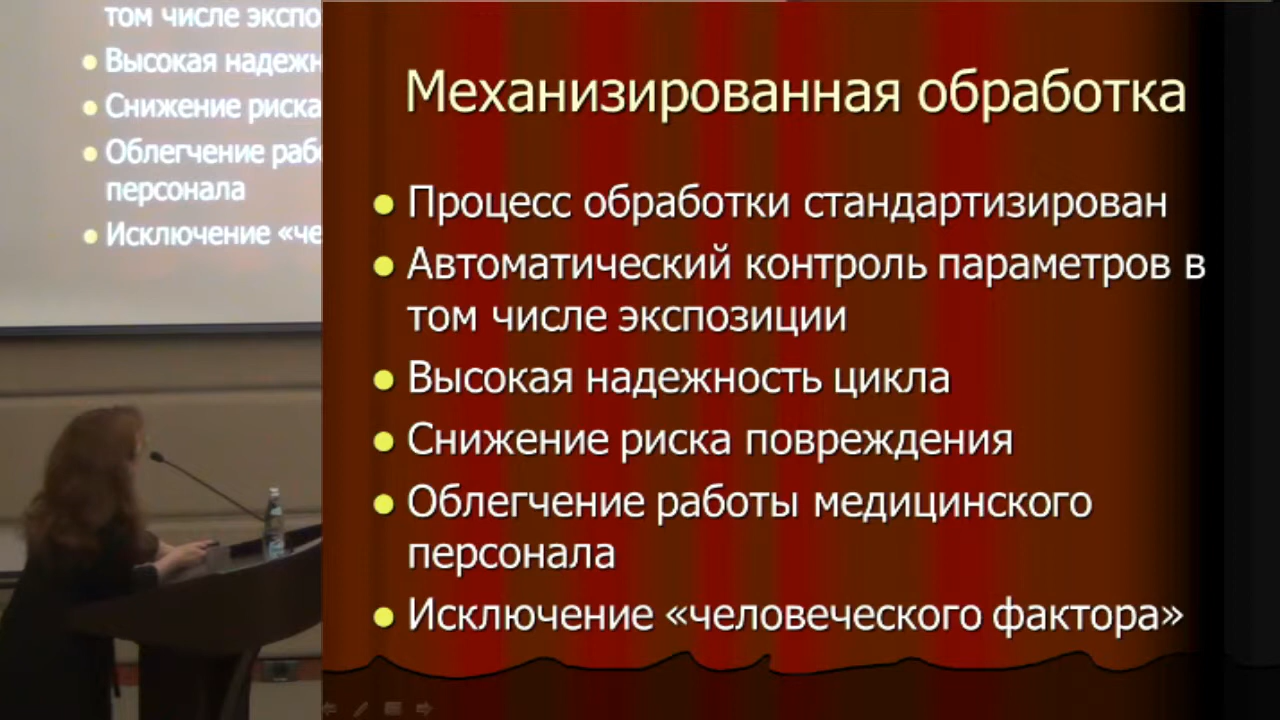 том числе экспо
Высокая надежн
Снижение риска
Облегчение рабо
персонала
Исключение «че
Механизированная обработка
Процесс обработки стандартизирован
Автоматический контроль параметров в
том числе экспозиции
Высокая надежность цикла
Снижение риска повреждения
Облегчение работы медицинского
персонала
Исключение «человеческого фактора»